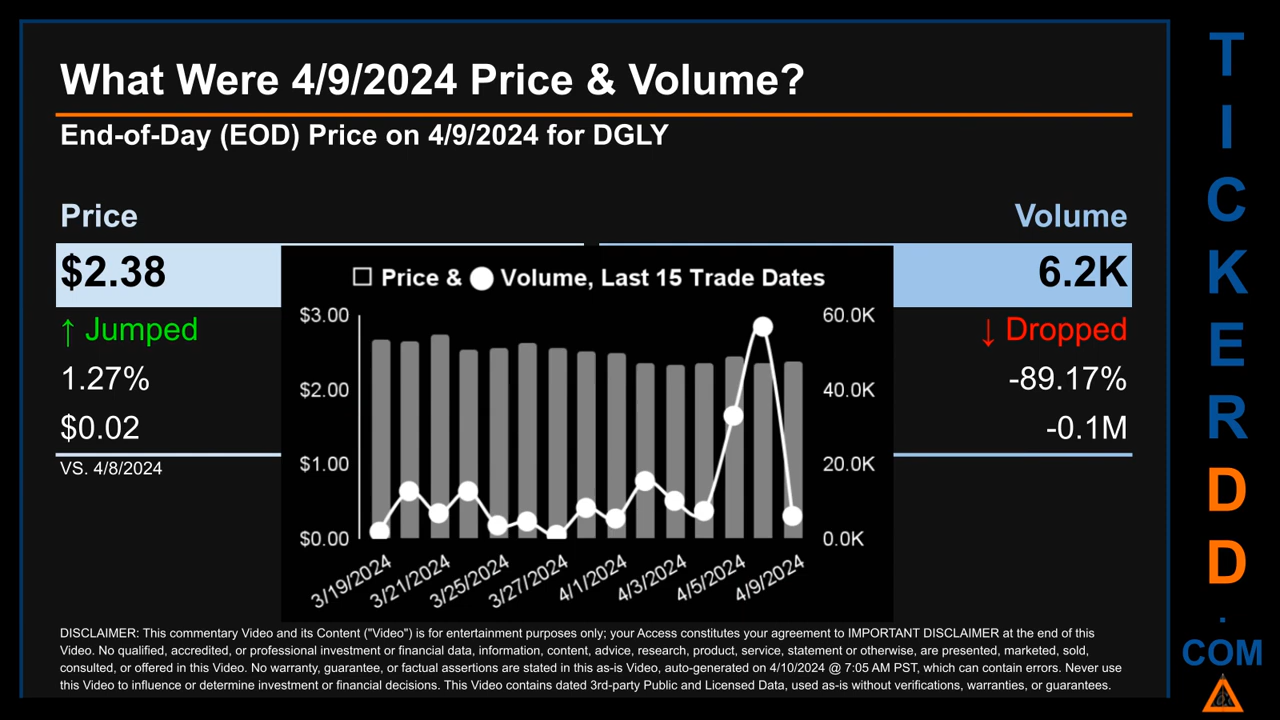 What Were 4/9/2024 Price & Volume?
End-of-Day (EOD) Price on 4/9/2024 for DGLY
Price
Volume
$2.38
6.2K
↑ Jumped
↓ Dropped
1.27%
-89.17%
$0.02
-0.1M
VS. 4/8/2024
Price & Volume, Last 15 Trade Dates
$3.00
$2.00
$1.00
$0.00
60.0K
40.0K
20.0K
0.0K
3/19/2024
3/21/2024
3/25/2024
3/27/2024
4/1/2024
4/3/2024
4/5/2024
4/9/2024
DISCLAIMER: This commentary Video and its Content ("Video") is for entertainment purposes only; your Access constitutes your agreement to IMPORTANT DISCLAIMER at the end of this
Video. No qualified, accredited, or professional investment or financial data, information, content, advice, research, product, service, statement or otherwise, are presented, marketed, sold,
consulted, or offered in this Video. No warranty, guarantee, or factual assertions are stated in this as-is Video, auto-generated on 4/10/2024 @ 7:05 AM PST, which can contain errors. Never use
this Video to influence or determine investment or financial decisions. This Video contains dated 3rd-party Public and Licensed Data, used as-is without verifications, warranties, or guarantees.
TICKERDD
.
COM